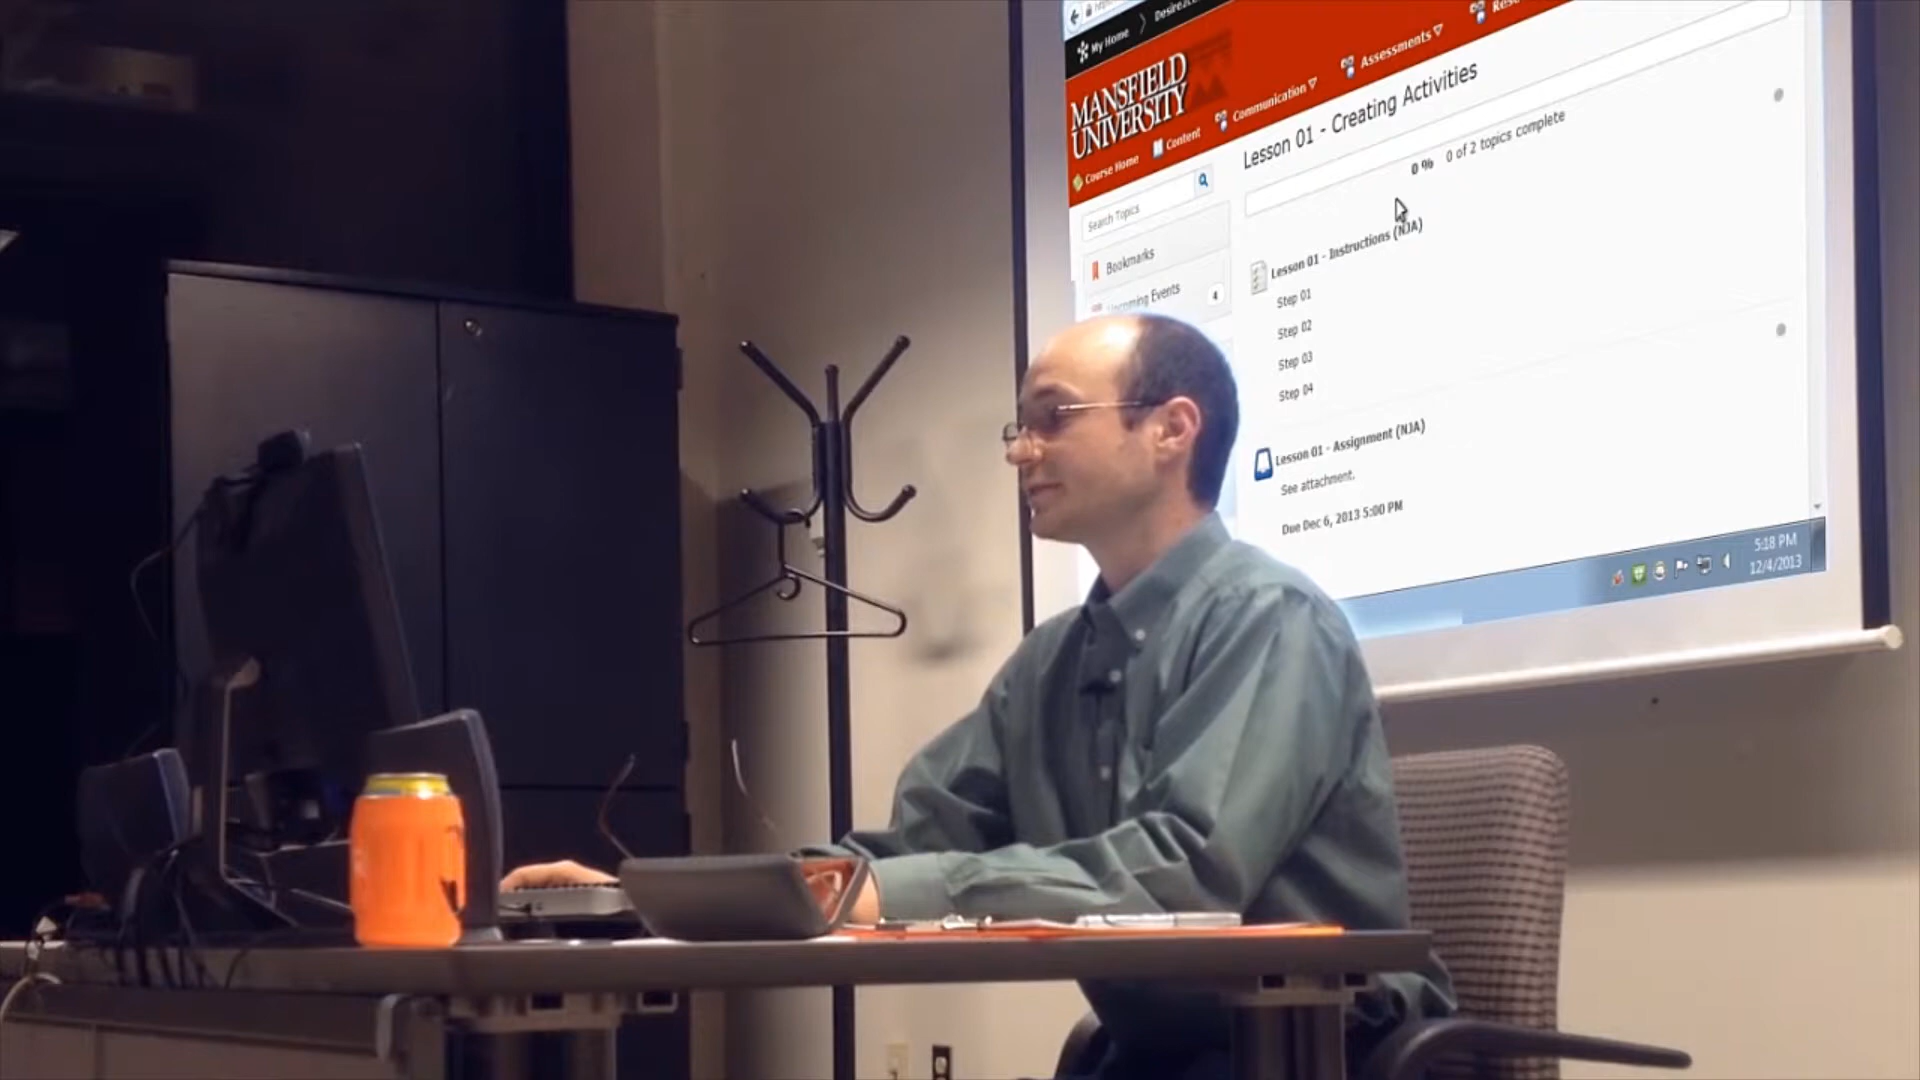 My Home
MANSFIELD
UNIVERSITY
Course Home
Content
Communication
Assessments
Search Topics
Bookmarks
Upcoming Events
4
Lesson 01 - Creating Activities
0 % 0 of 2 topics complete
Lesson 01 - Instructions (NJA)
Step 01
Step 02
Step 03
Step 04
Lesson 01 - Assignment (NJA)
See attachment.
Due Dec 6, 2013 5:00 PM
5:18 PM
12/4/2013